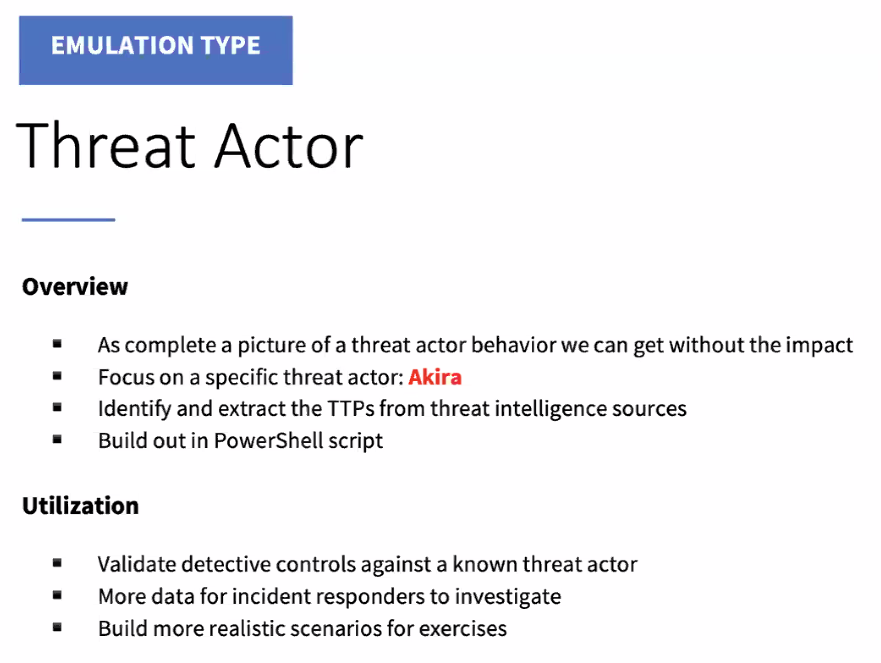 EMULATION TYPE
Threat Actor
Overview
▪ As complete a picture of a threat actor behavior we can get without the impact
▪ Focus on a specific threat actor: Akira
▪ Identify and extract the TTPs from threat intelligence sources
▪ Build out in PowerShell script
Utilization
▪ Validate detective controls against a known threat actor
▪ More data for incident responders to investigate
▪ Build more realistic scenarios for exercises